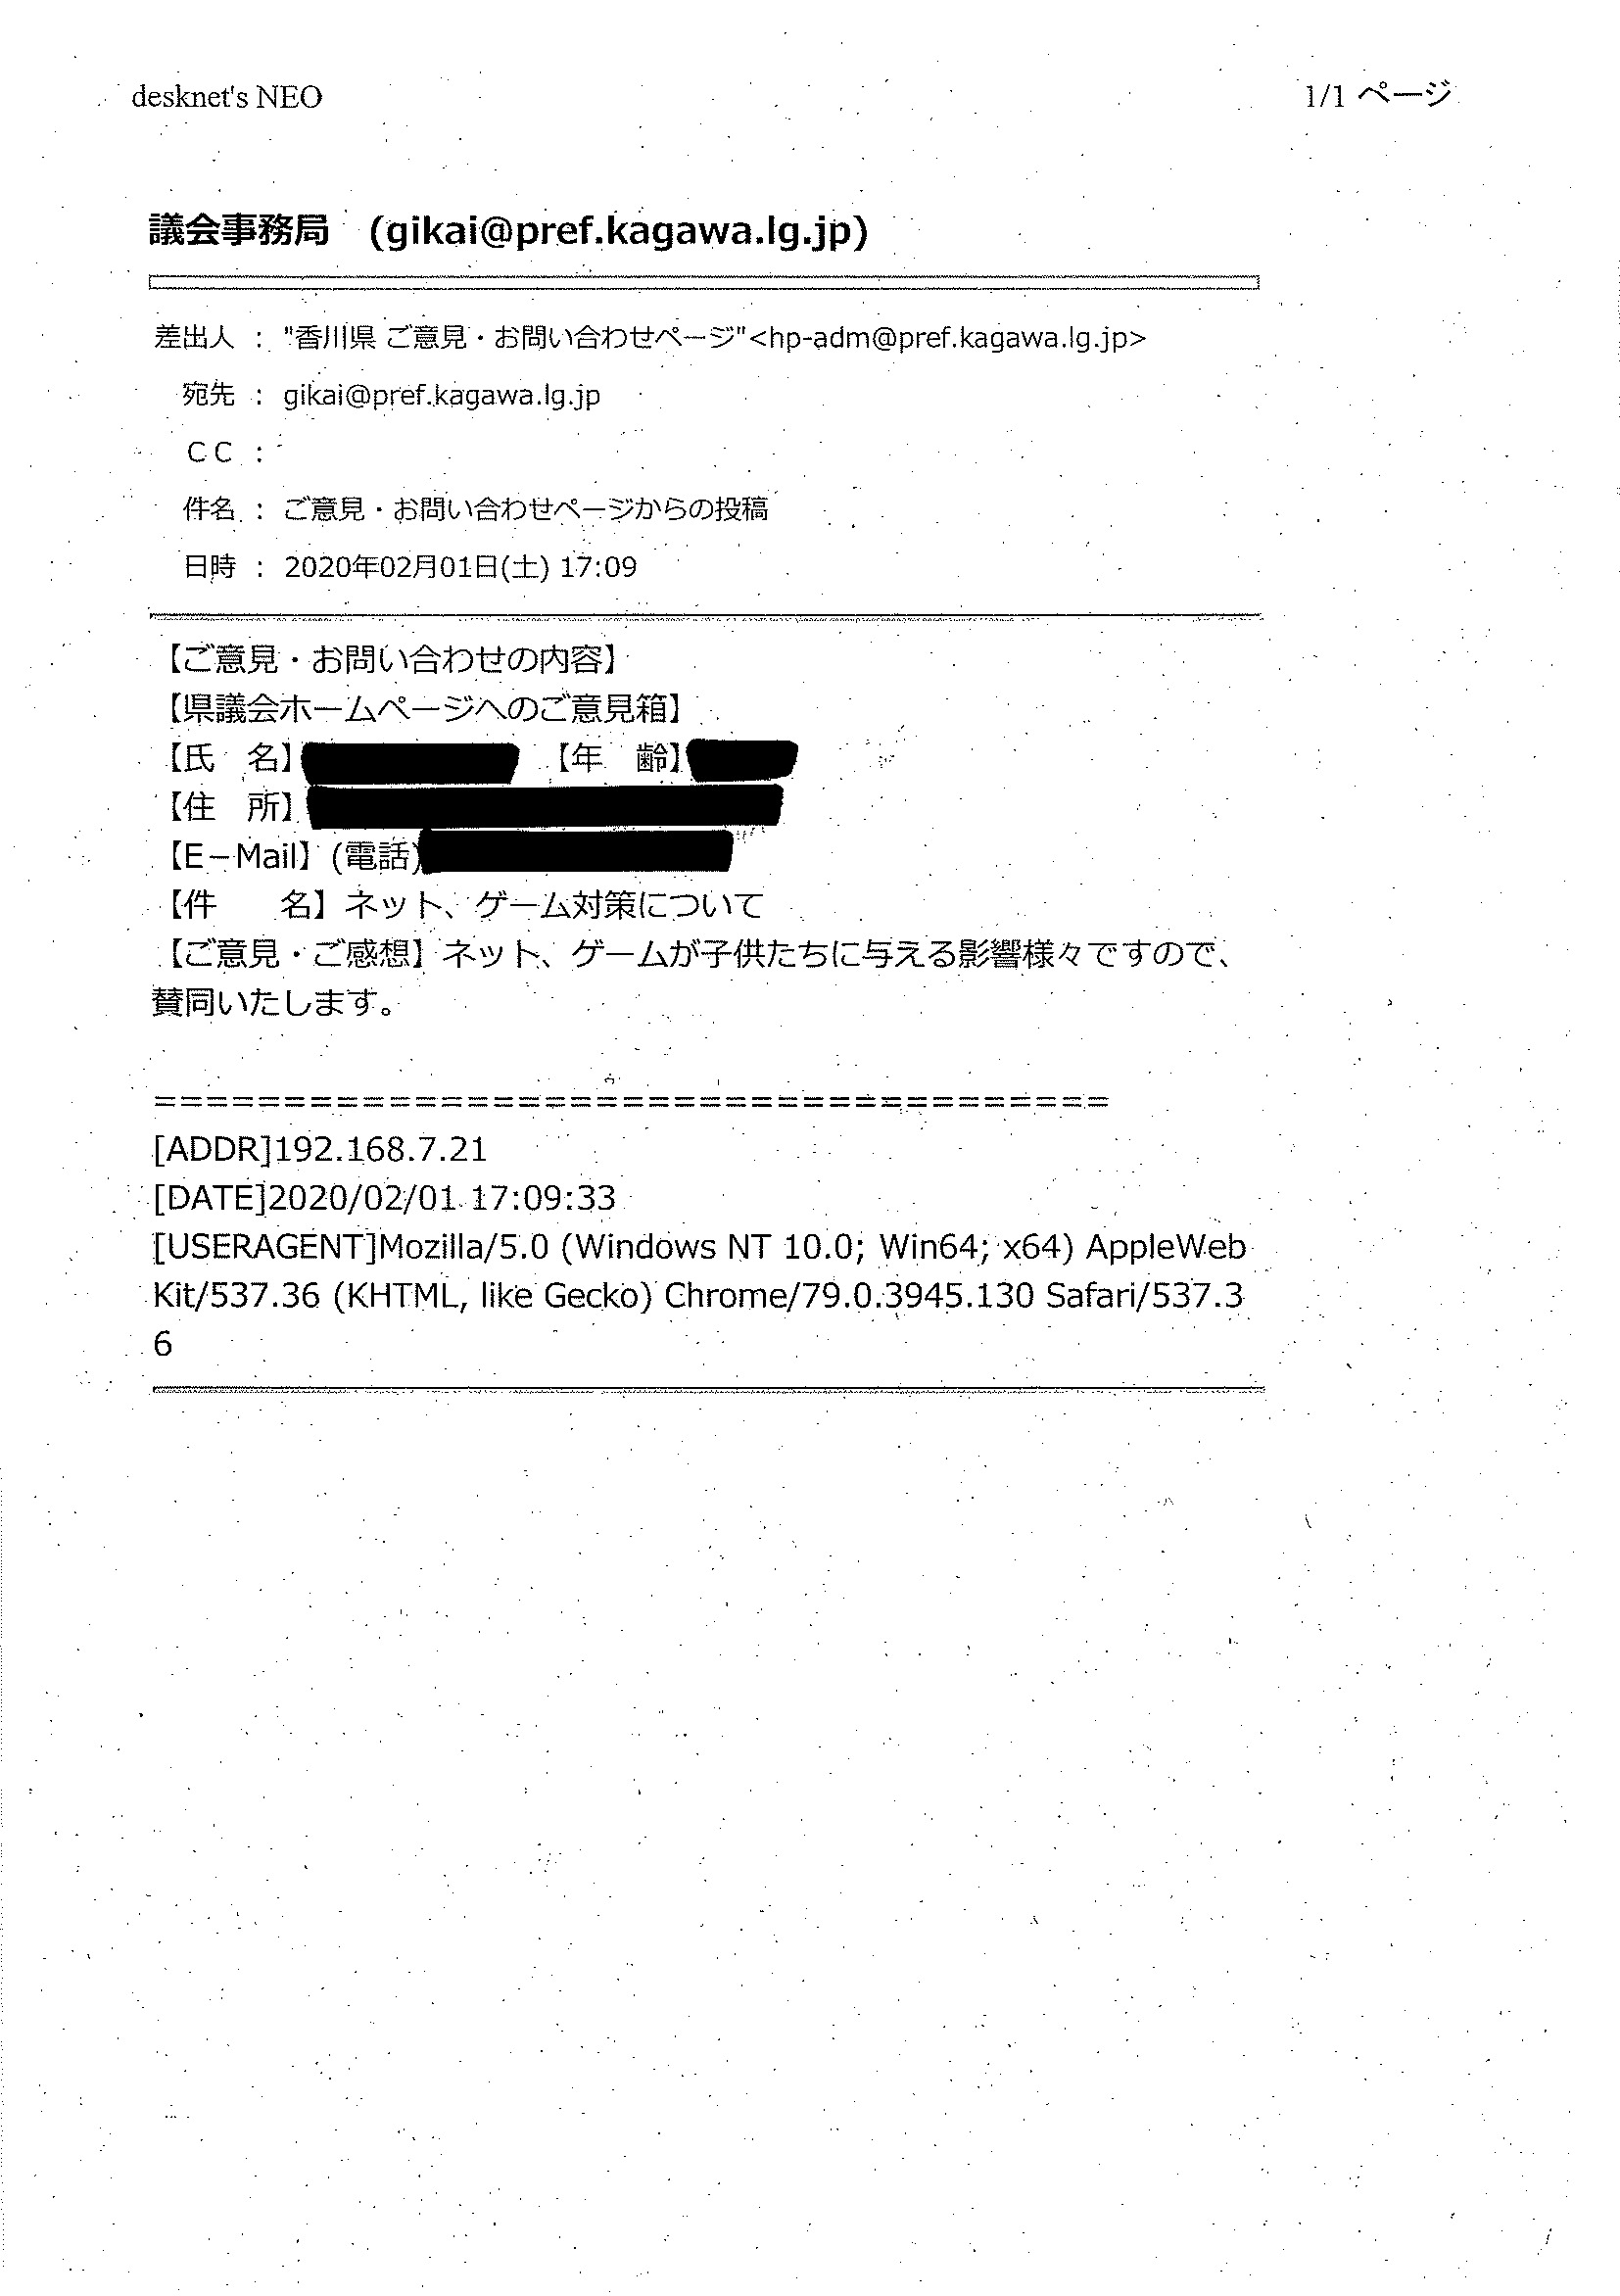 desknet's NEO
1/1 ページ
議会事務局　(gikai@pref.kagawa.lg.jp)
差出人 ： "香川県 ご意見・お問い合わせページ"<hp-adm@pref.kagawa.lg.jp>
宛先 ： gikai@pref.kagawa.lg.jp
ＣＣ ：
件名 ： ご意見・お問い合わせページからの投稿
日時 ： 2020年02月01日(土) 17:09
【ご意見・お問い合わせの内容】
【県議会ホームページへのご意見箱】
【氏　名】 【年　齢】
【住　所】
【E－Mail】(電話)
【件　　名】ネット、ゲーム対策について
【ご意見・ご感想】ネット、ゲームが子供たちに与える影響様々ですので、
賛同いたします。
=====================================
[ADDR]192.168.7.21
[DATE]2020/02/01 17:09:33
[USERAGENT]Mozilla/5.0 (Windows NT 10.0; Win64; x64) AppleWeb
Kit/537.36 (KHTML, like Gecko) Chrome/79.0.3945.130 Safari/537.3
6